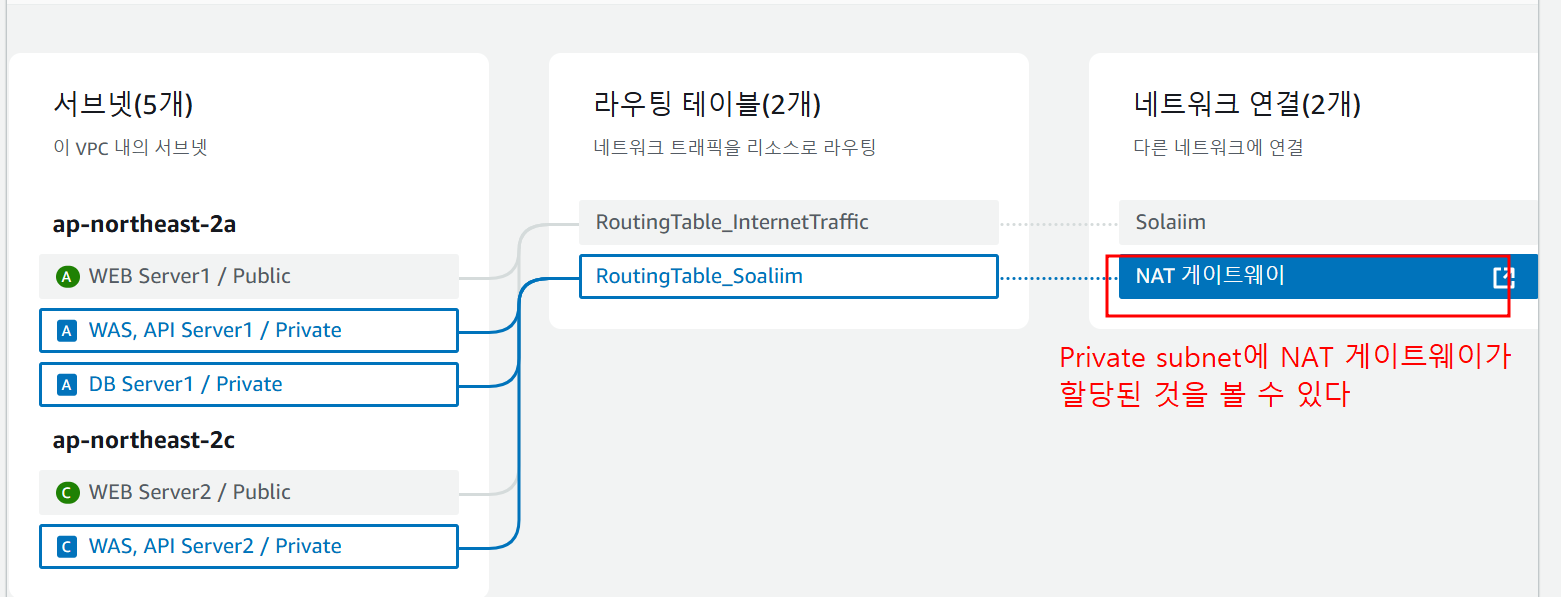 서브넷(5개)
이 VPC 내의 서브넷
ap-northeast-2a
A WEB Server1 / Public
A WAS, API Server1 / Private
A DB Server1 / Private
ap-northeast-2c
C WEB Server2 / Public
C WAS, API Server2 / Private
라우팅 테이블(2개)
네트워크 트래픽을 리소스로 라우팅
RoutingTable_InternetTraffic
RoutingTable_Soaliim
네트워크 연결(2개)
다른 네트워크에 연결
Solaiim
NAT 게이트웨이
Private subnet에 NAT 게이트웨이가
할당된 것을 볼 수 있다